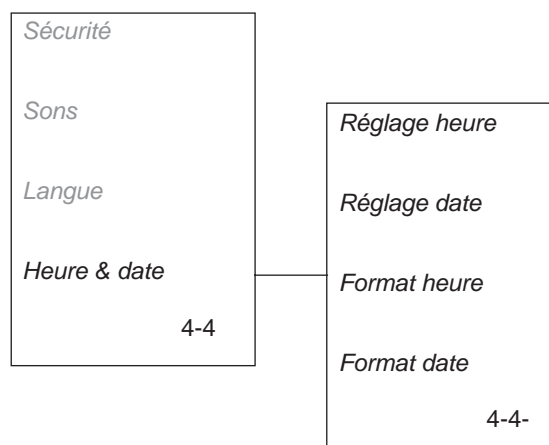 Sécurité
Sons
Langue
Heure & date
4-4
Réglage heure
Réglage date
Format heure
Format date
4-4-